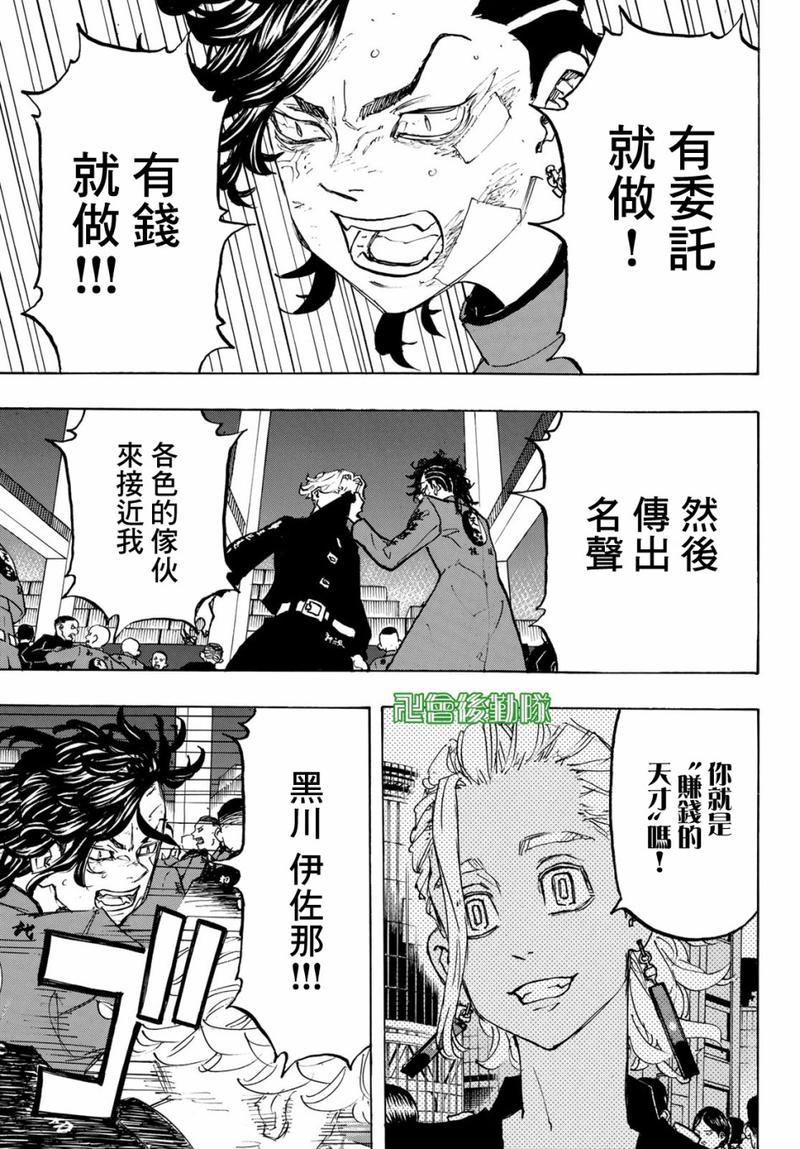 有委託
就做！
有錢
就做!!!
然後
傳出
名聲
各色的傢伙
來接近我
卍會後勤隊
你就是
“賺錢的
天才”嗎！
黑川 伊佐那!!!
ゴ